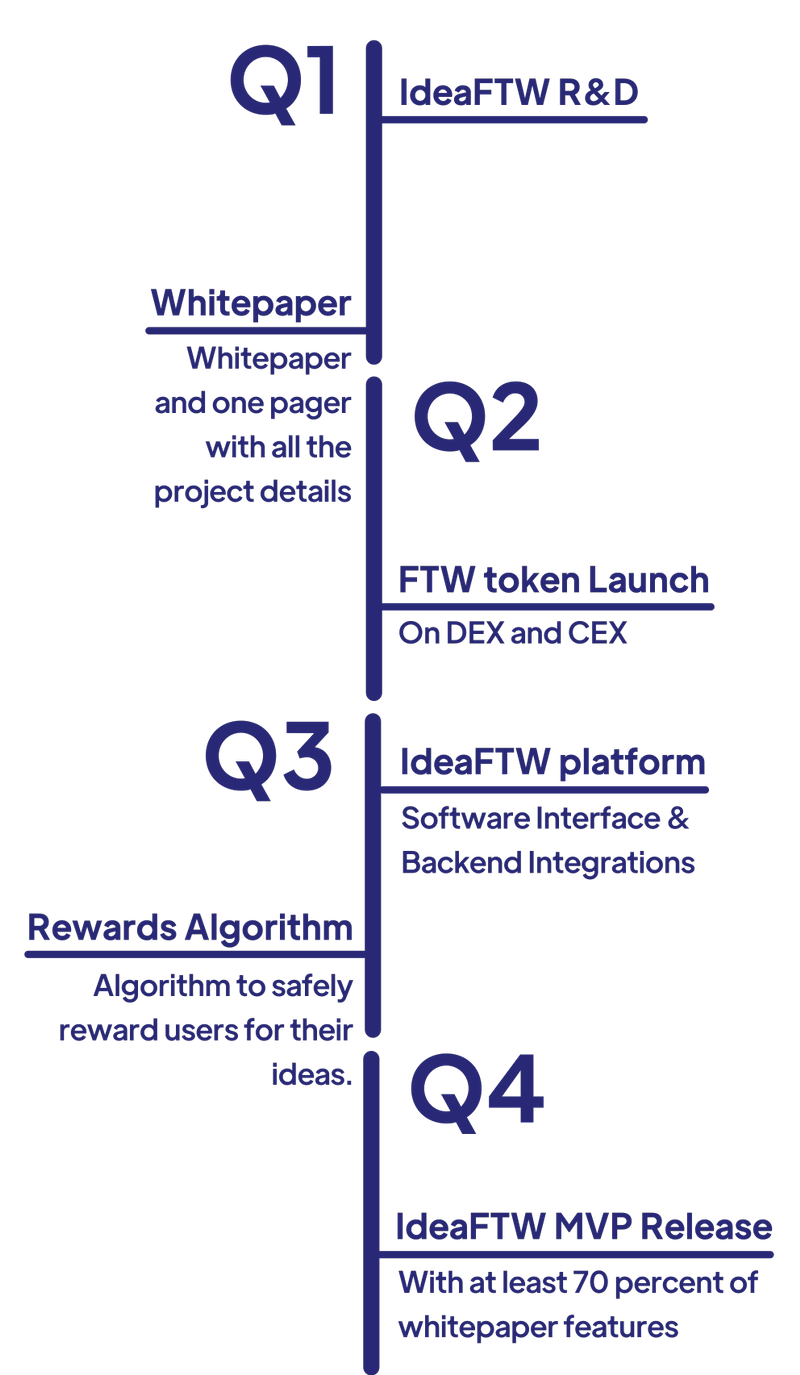 Q1
IdeaFTW R&D
Whitepaper
Whitepaper
and one pager
with all the
project details
Q2
FTW token Launch
On DEX and CEX
Q3
IdeaFTW platform
Software Interface &
Backend Integrations
Rewards Algorithm
Algorithm to safely
reward users for their
ideas.
Q4
IdeaFTW MVP Release
With at least 70 percent of
whitepaper features